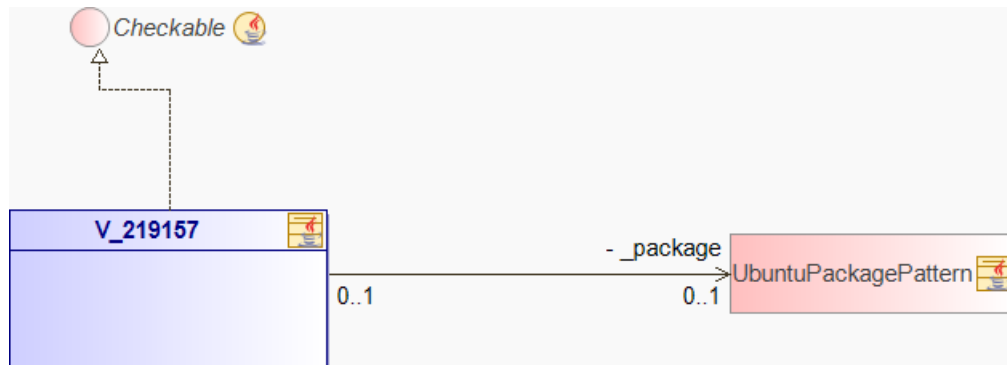 Checkable
V_219157
- _package
UbuntuPackagePattern
0..1
0..1